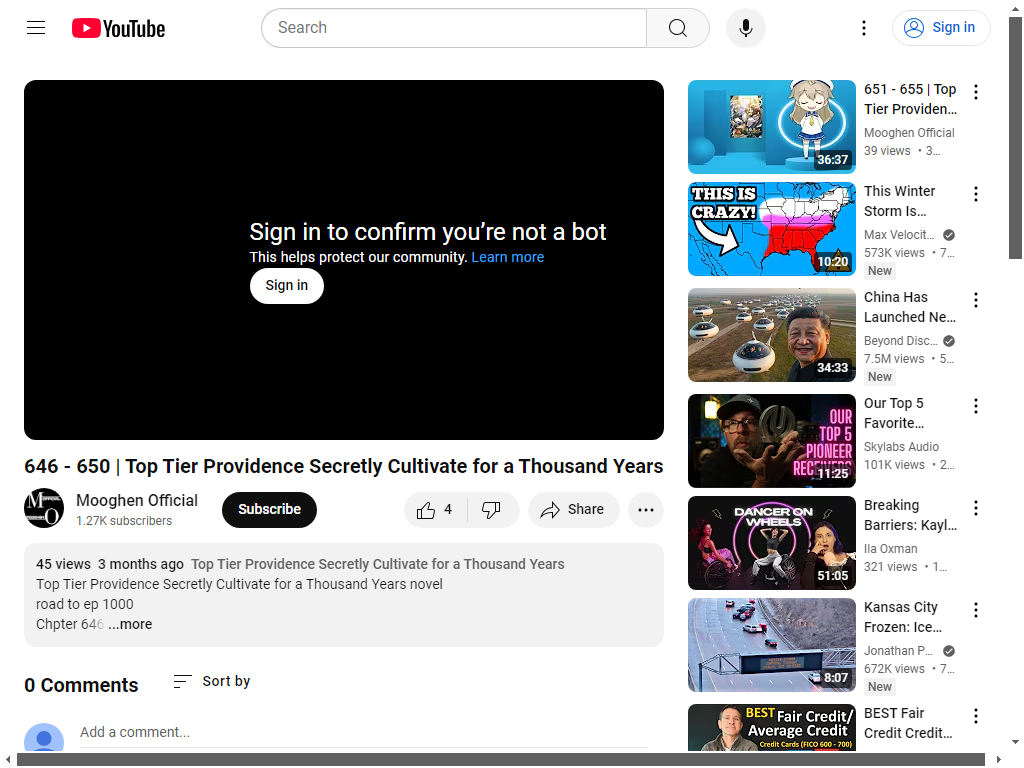 YouTube
Search
Sign in
Sign in to confirm you’re not a bot
This helps protect our community. Learn more
Sign in
646 - 650 | Top Tier Providence Secretly Cultivate for a Thousand Years
Mooghen Official
1.27K subscribers
Subscribe
4
Share
45 views 3 months ago Top Tier Providence Secretly Cultivate for a Thousand Years
Top Tier Providence Secretly Cultivate for a Thousand Years novel
road to ep 1000
Chpter 646 ...more
0 Comments
Sort by
Add a comment...
36:37
651 - 655 | Top
Tier Providen...
Mooghen Official
39 views • 3...
THIS IS
CRAZY!
10:20
This Winter
Storm Is...
Max Velocit...
573K views • 7...
New
34:33
China Has
Launched Ne...
Beyond Disc...
7.5M views • 5...
New
OUR
TOP 5
PIONEER
RECEIVERS
11:25
Our Top 5
Favorite...
Skylabs Audio
101K views • 2...
DANCER ON
WHEELS
51:05
Breaking
Barriers: Kayl...
Ila Oxman
321 views • 1...
8:07
Kansas City
Frozen: Ice...
Jonathan P...
672K views • 7...
New
BEST Fair Credit/
Average Credit
Credit Cards (FICO 600 - 700)
BEST Fair
Credit Credit...